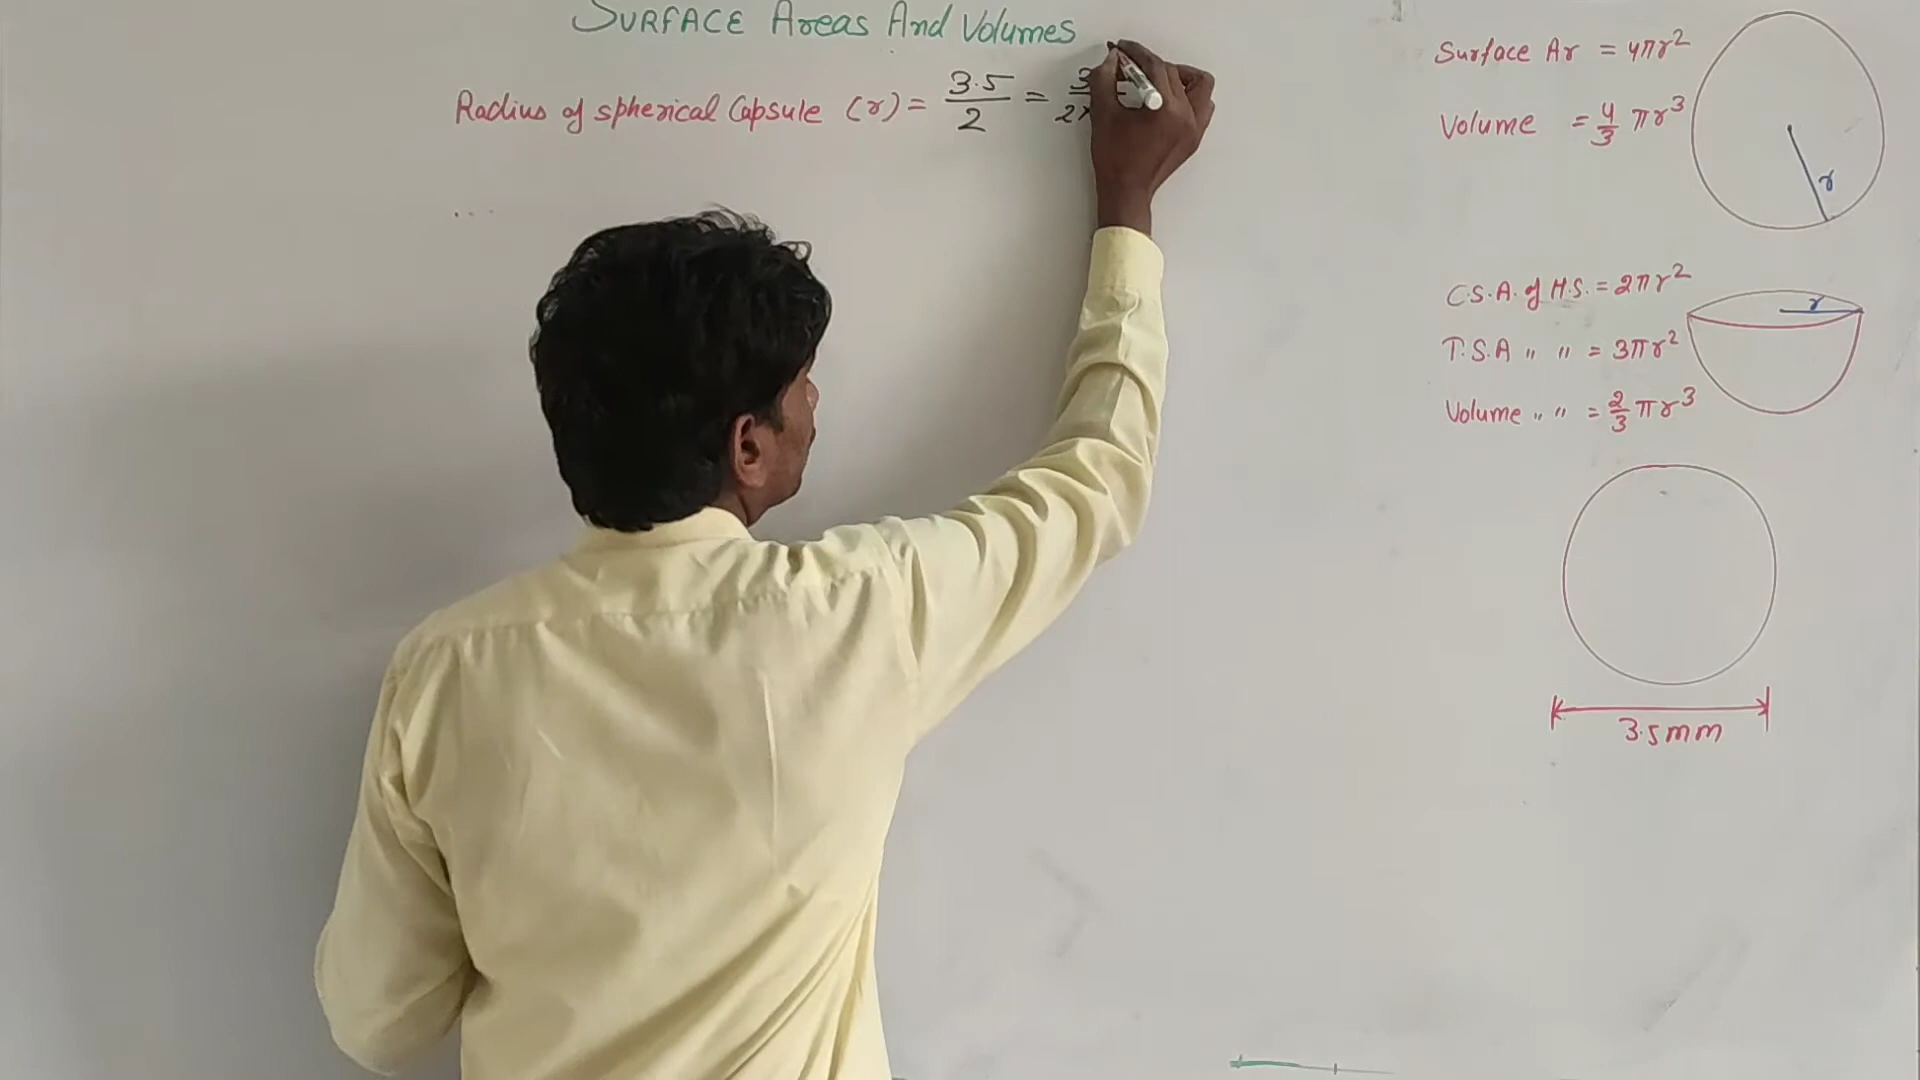 SURFACE Areas And Volumes
Radius of spherical Capsule (r) = 3.5/2 = 3
2×
Surface Ar = 4πr²
Volume = 4/3 πr³
r
C.S.A. of H.S. = 2πr²
r
T.S.A " " = 3πr²
Volume " " = 2/3 πr³
3.5mm